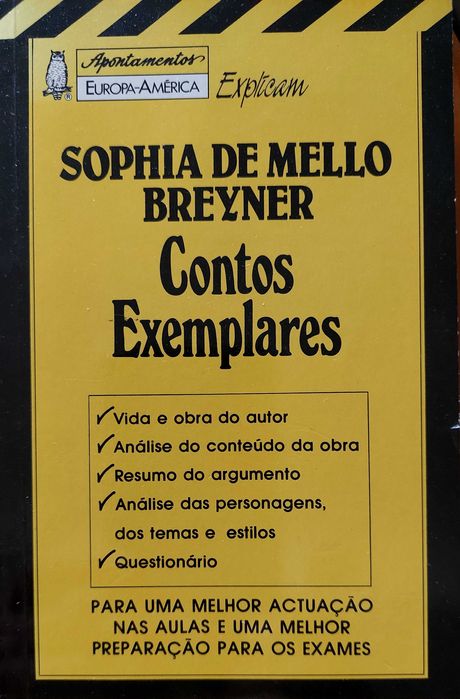 Apontamentos
EUROPA-AMÉRICA Explicam
®
SOPHIA DE MELLO
BREYNER
Contos
Exemplares
✓Vida e obra do autor
✓Análise do conteúdo da obra
✓Resumo do argumento
✓Análise das personagens,
dos temas e estilos
✓Questionário
PARA UMA MELHOR ACTUAÇÃO
NAS AULAS E UMA MELHOR
PREPARAÇÃO PARA OS EXAMES